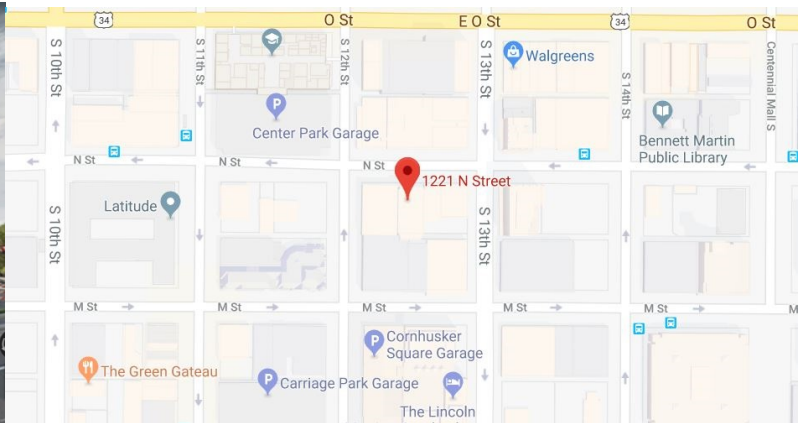 34
O St
E O St
34
O St
S 10th St
S 11th St
S 12th St
S 13th St
Walgreens
S 14th St
Centennial Mall S
P
Center Park Garage
Bennett Martin
Public Library
N St
N St
N St
1221 N Street
Latitude
S 10th St
S 13th St
M St
M St
M St
M St
M
P
Cornhusker
Square Garage
The Green Gateau
P
Carriage Park Garage
The Lincoln